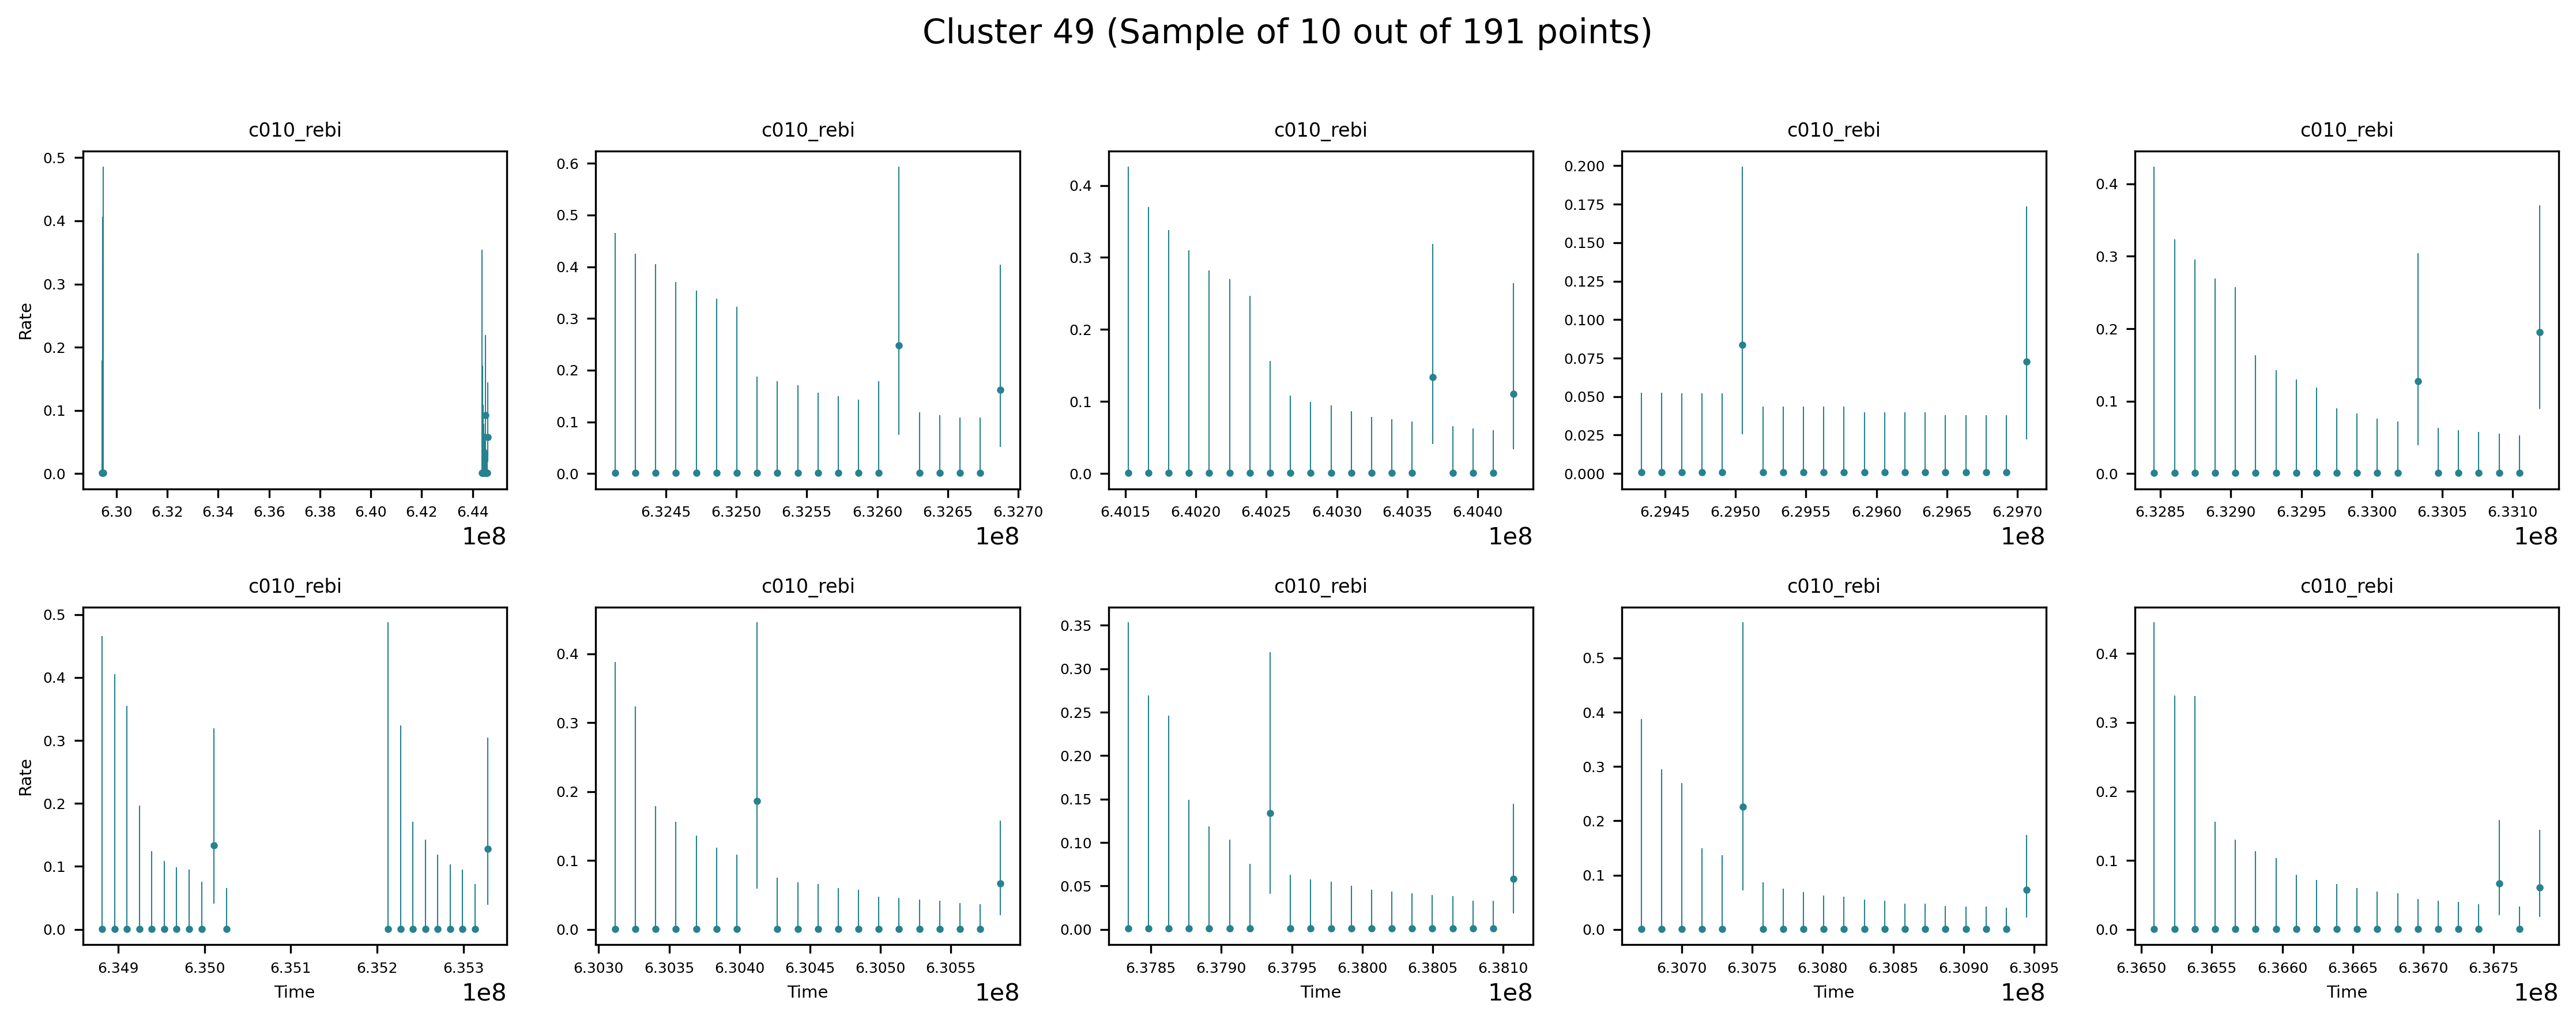 Cluster 49 (Sample of 10 out of 191 points)
c010_rebi c010_rebi c010_rebi c010_rebi c010_rebi
0.5
0.4
0.3
0.2
0.1
0.0
Rate
6.30 6.32 6.34 6.36 6.38 6.40 6.42 6.44
1e8
0.6
0.5
0.4
0.3
0.2
0.1
0.0
6.3245 6.3250 6.3255 6.3260 6.3265 6.3270
1e8
0.4
0.3
0.2
0.1
0.0
6.4015 6.4020 6.4025 6.4030 6.4035 6.4040
1e8
0.200
0.175
0.150
0.125
0.100
0.075
0.050
0.025
0.000
6.2945 6.2950 6.2955 6.2960 6.2965 6.2970
1e8
0.4
0.3
0.2
0.1
0.0
6.3285 6.3290 6.3295 6.3300 6.3305 6.3310
1e8
c010_rebi c010_rebi c010_rebi c010_rebi c010_rebi
0.5
0.4
0.3
0.2
0.1
0.0
Rate
6.349 6.350 6.351 6.352 6.353
Time
1e8
0.4
0.3
0.2
0.1
0.0
6.3030 6.3035 6.3040 6.3045 6.3050 6.3055
Time
1e8
0.35
0.30
0.25
0.20
0.15
0.10
0.05
0.00
6.3785 6.3790 6.3795 6.3800 6.3805 6.3810
Time
1e8
0.5
0.4
0.3
0.2
0.1
0.0
6.3070 6.3075 6.3080 6.3085 6.3090 6.3095
Time
1e8
0.4
0.3
0.2
0.1
0.0
6.3650 6.3655 6.3660 6.3665 6.3670 6.3675
Time
1e8